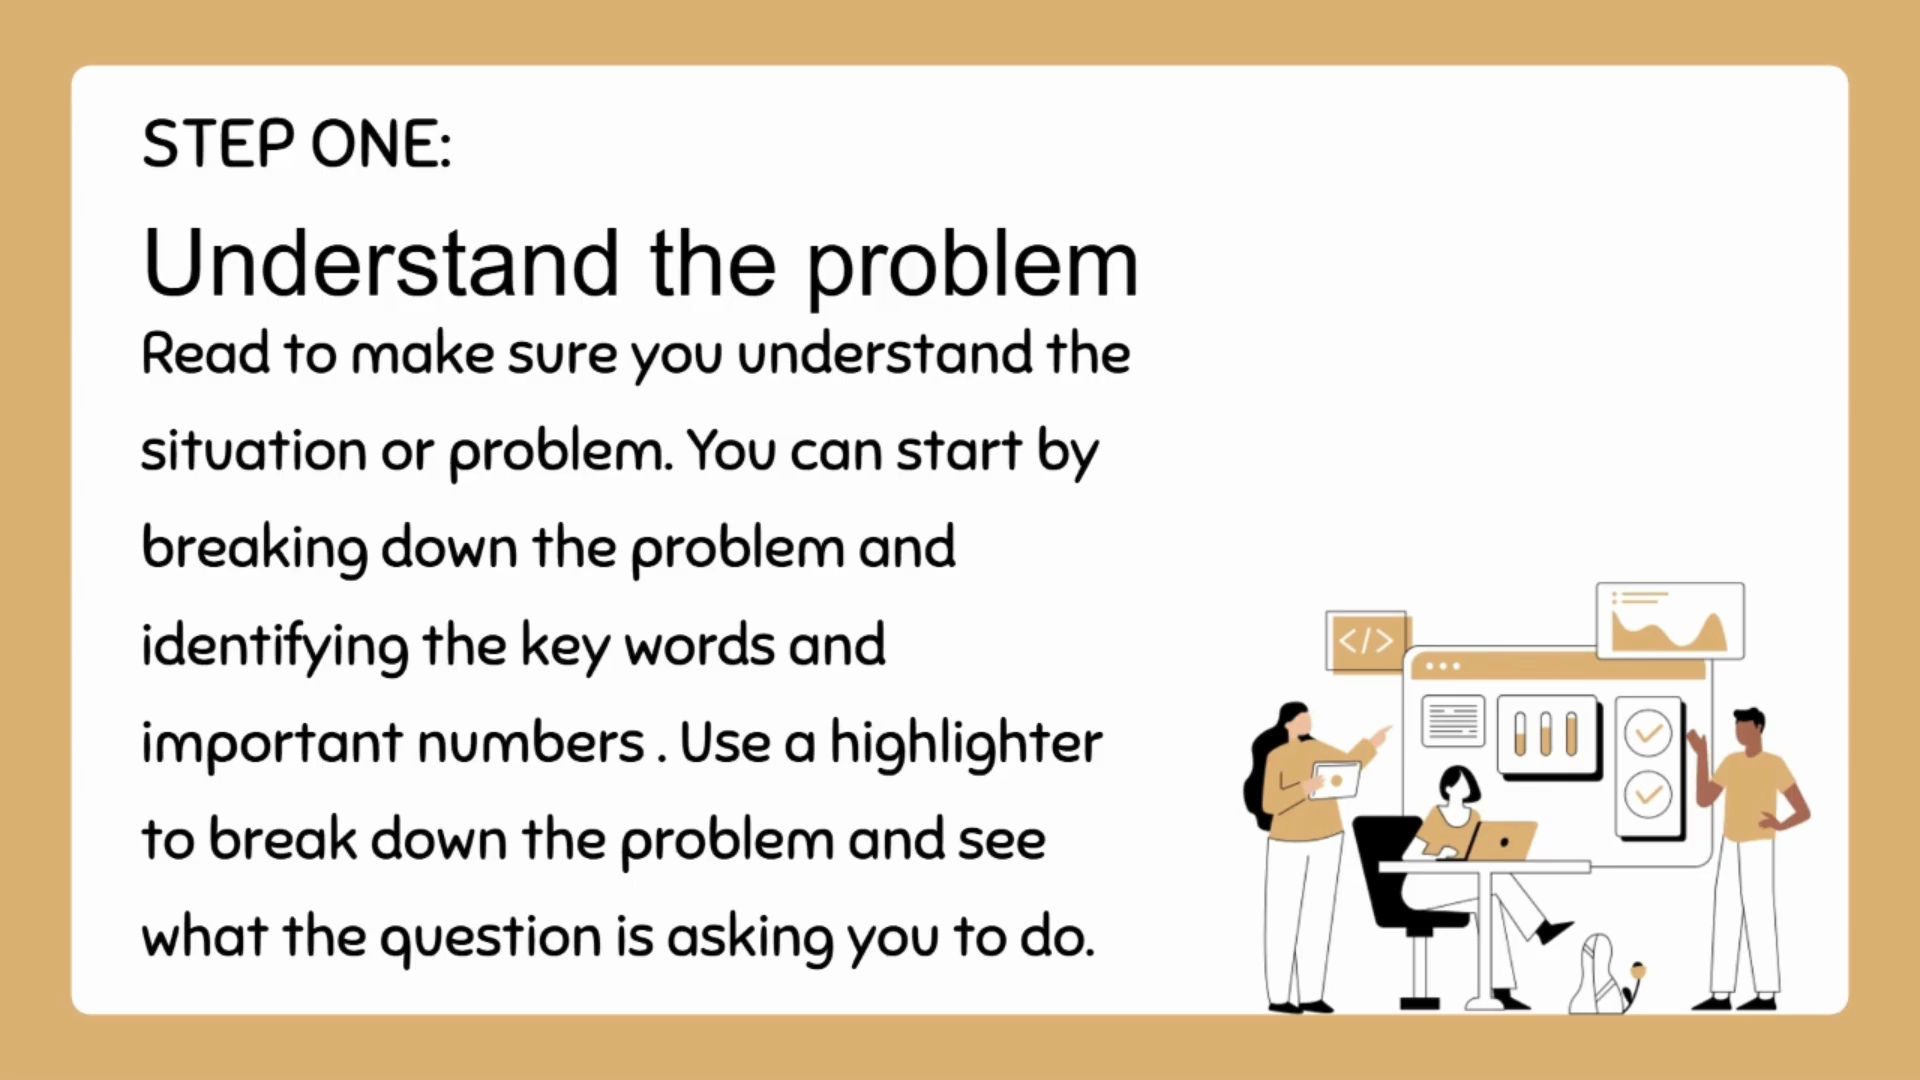 STEP ONE:
Understand the problem
Read to make sure you understand the
situation or problem. You can start by
breaking down the problem and
identifying the key words and
important numbers . Use a highlighter
to break down the problem and see
what the question is asking you to do.
</>